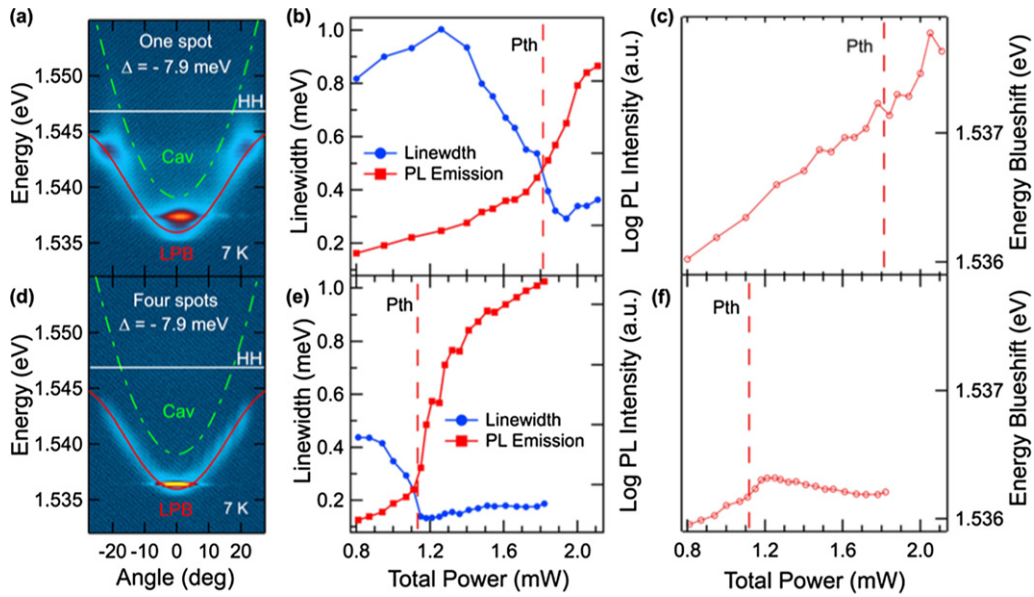 (a)
One spot
Δ = - 7.9 meV
HH
Cav
LPB
7 K
Energy (eV)
1.550
1.545
1.540
1.535
(b)
Pth
Linewidth (meV)
1.0
0.8
0.6
0.4
0.2
Linewdth
PL Emission
Log PL Intensity (a.u.)
(c)
Pth
1.537
1.536
Energy Blueshift (eV)
(d)
Four spots
Δ = - 7.9 meV
HH
Cav
LPB
7 K
Energy (eV)
1.550
1.545
1.540
1.535
-20 -10 0 10 20
Angle (deg)
(e)
Pth
Linewidth (meV)
1.0
0.8
0.6
0.4
0.2
Linewidth
PL Emission
0.8 1.2 1.6 2.0
Total Power (mW)
Log PL Intensity (a.u.)
(f)
Pth
1.537
1.536
Energy Blueshift (eV)
0.8 1.2 1.6 2.0
Total Power (mW)